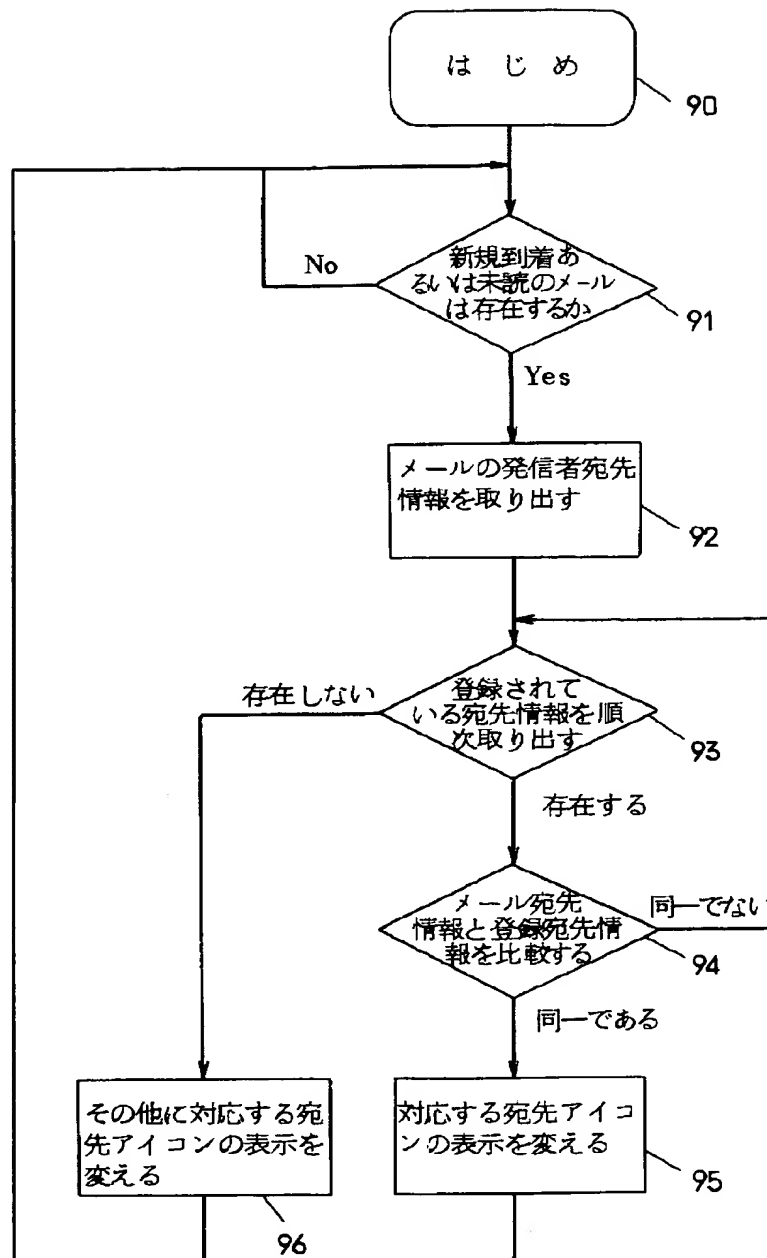 はじめ
90
新規到着あ
るいは未読のメール
は存在するか
No
91
Yes
メールの発信者宛先
情報を取り出す
92
登録されて
いる宛先情報を順
次取り出す
存在しない
93
存在する
メール宛先
情報と登録宛先情
報を比較する
同一でない
94
同一である
その他に対応する宛
先アイコンの表示を
変える
96
対応する宛先アイコ
ンの表示を変える
95